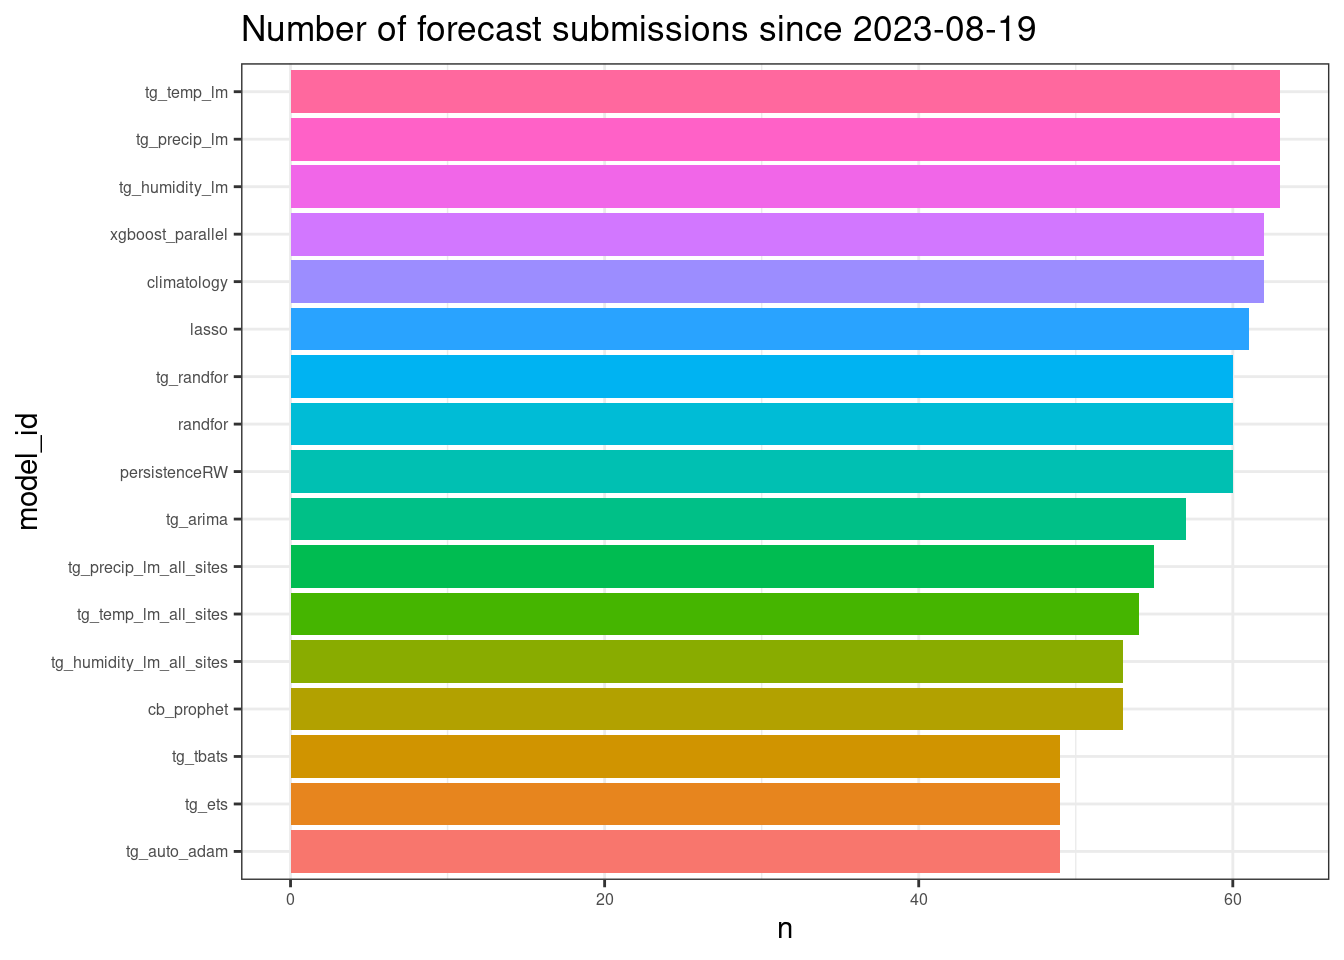 Number of forecast submissions since 2023-08-19
model_id
tg_temp_lm
tg_precip_lm
tg_humidity_lm
xgboost_parallel
climatology
lasso
tg_randfor
randfor
persistenceRW
tg_arima
tg_precip_lm_all_sites
tg_temp_lm_all_sites
tg_humidity_lm_all_sites
cb_prophet
tg_tbats
tg_ets
tg_auto_adam
0 20 40 60
n